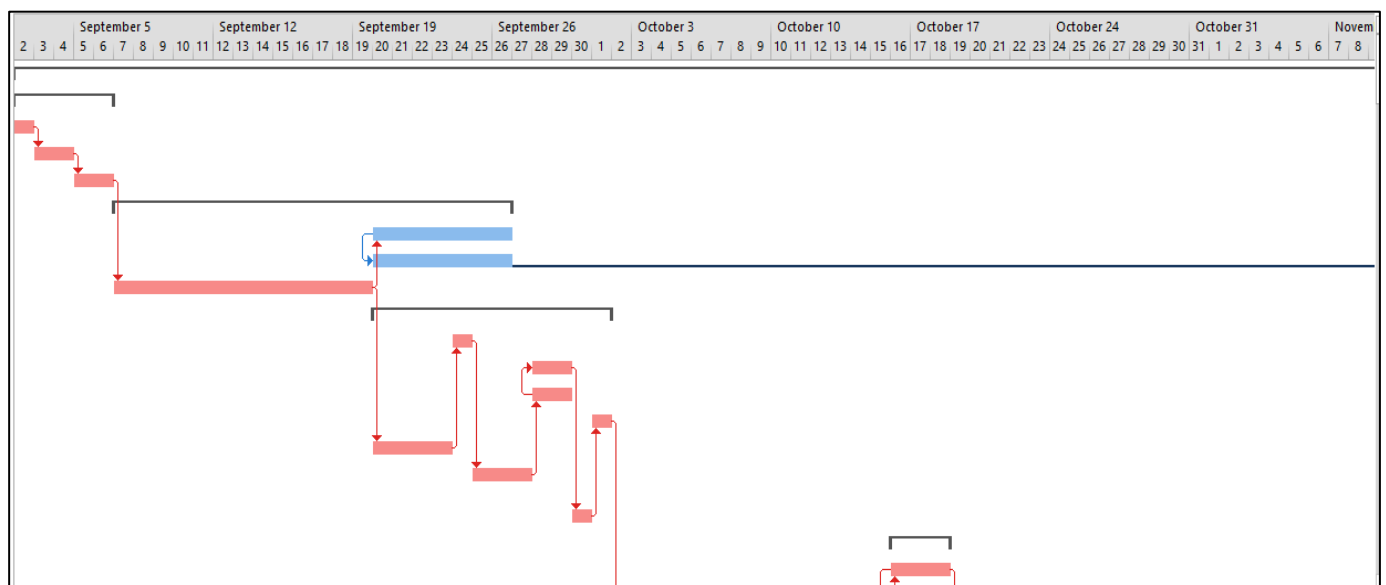 September 5 September 12 September 19 September 26 October 3 October 10 October 17 October 24 October 31 Novem
2 3 4 5 6 7 8 9 10 11 12 13 14 15 16 17 18 19 20 21 22 23 24 25 26 27 28 29 30 1 2 3 4 5 6 7 8 9 10 11 12 13 14 15 16 17 18 19 20 21 22 23 24 25 26 27 28 29 30 31 1 2 3 4 5 6 7 8